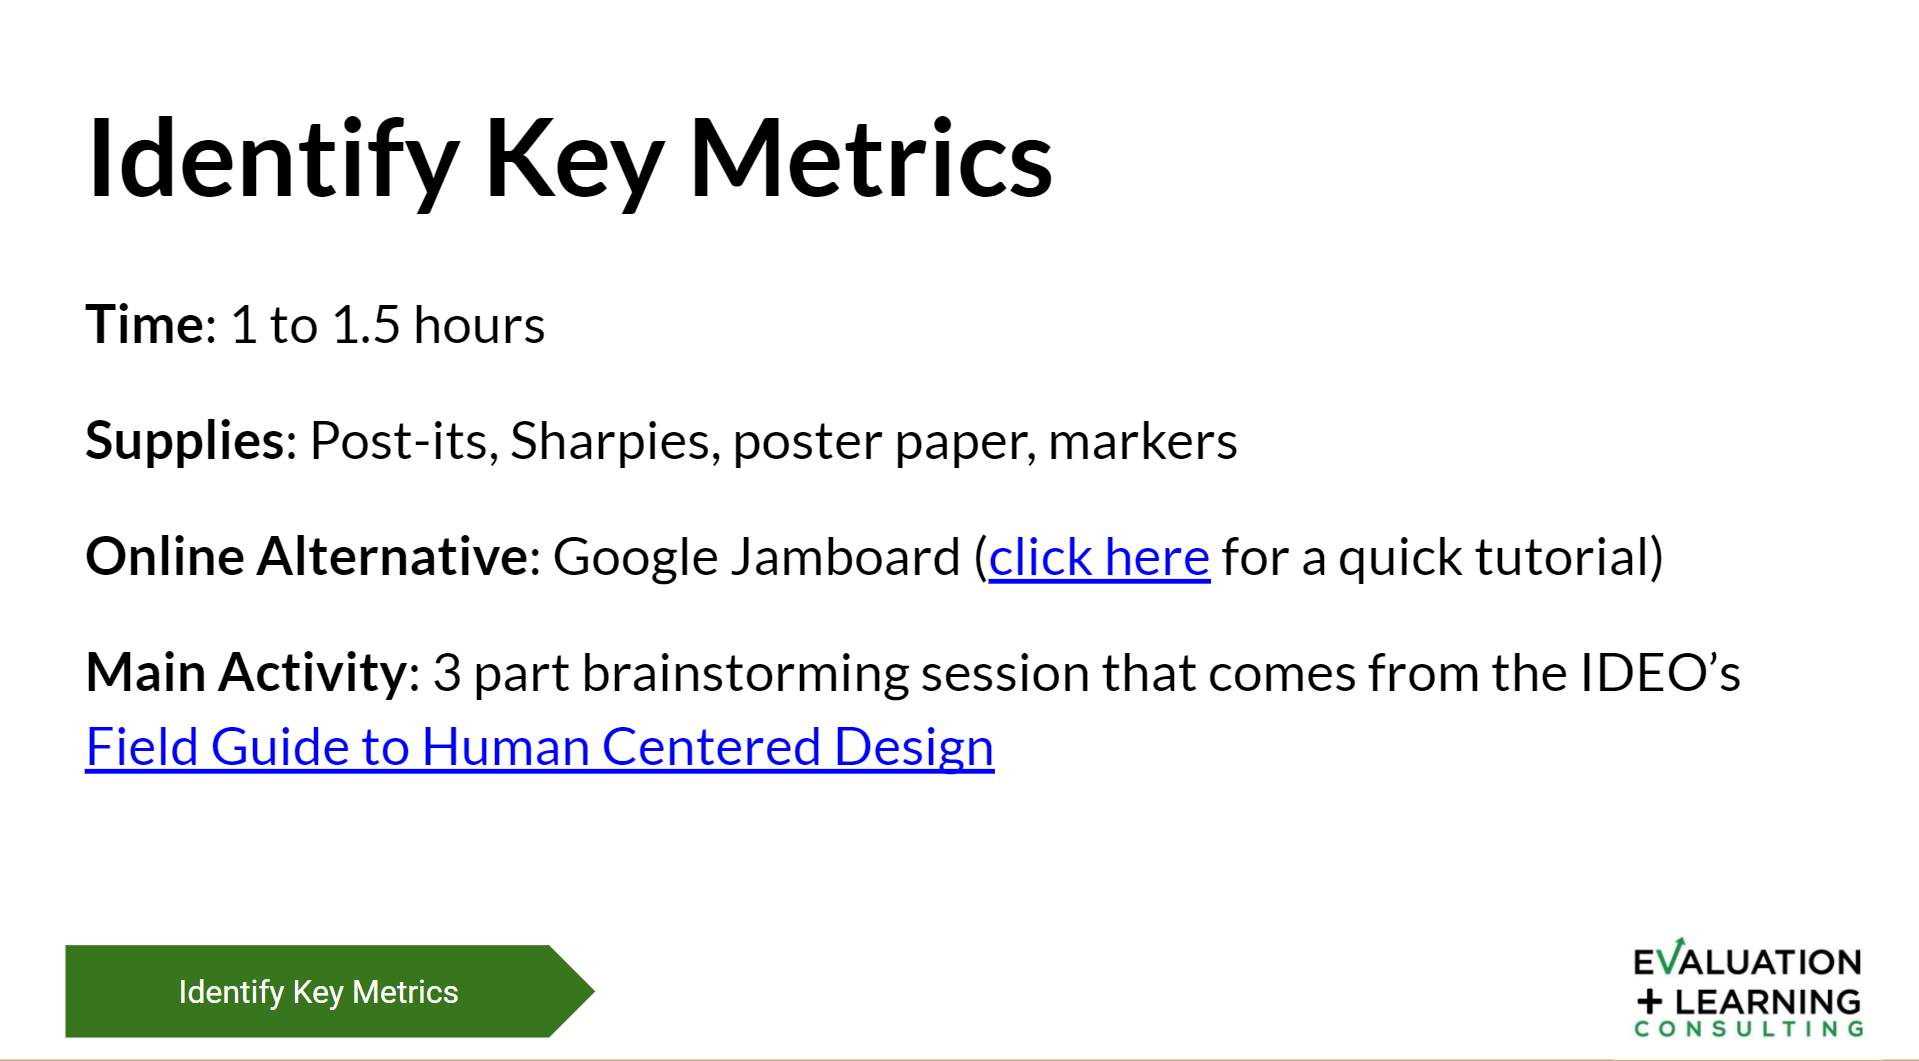 Identify Key Metrics
Time: 1 to 1.5 hours
Supplies: Post-its, Sharpies, poster paper, markers
Online Alternative: Google Jamboard (click here for a quick tutorial)
Main Activity: 3 part brainstorming session that comes from the IDEO’s
Field Guide to Human Centered Design
Identify Key Metrics
EVALUATION
+ LEARNING
CONSULTING